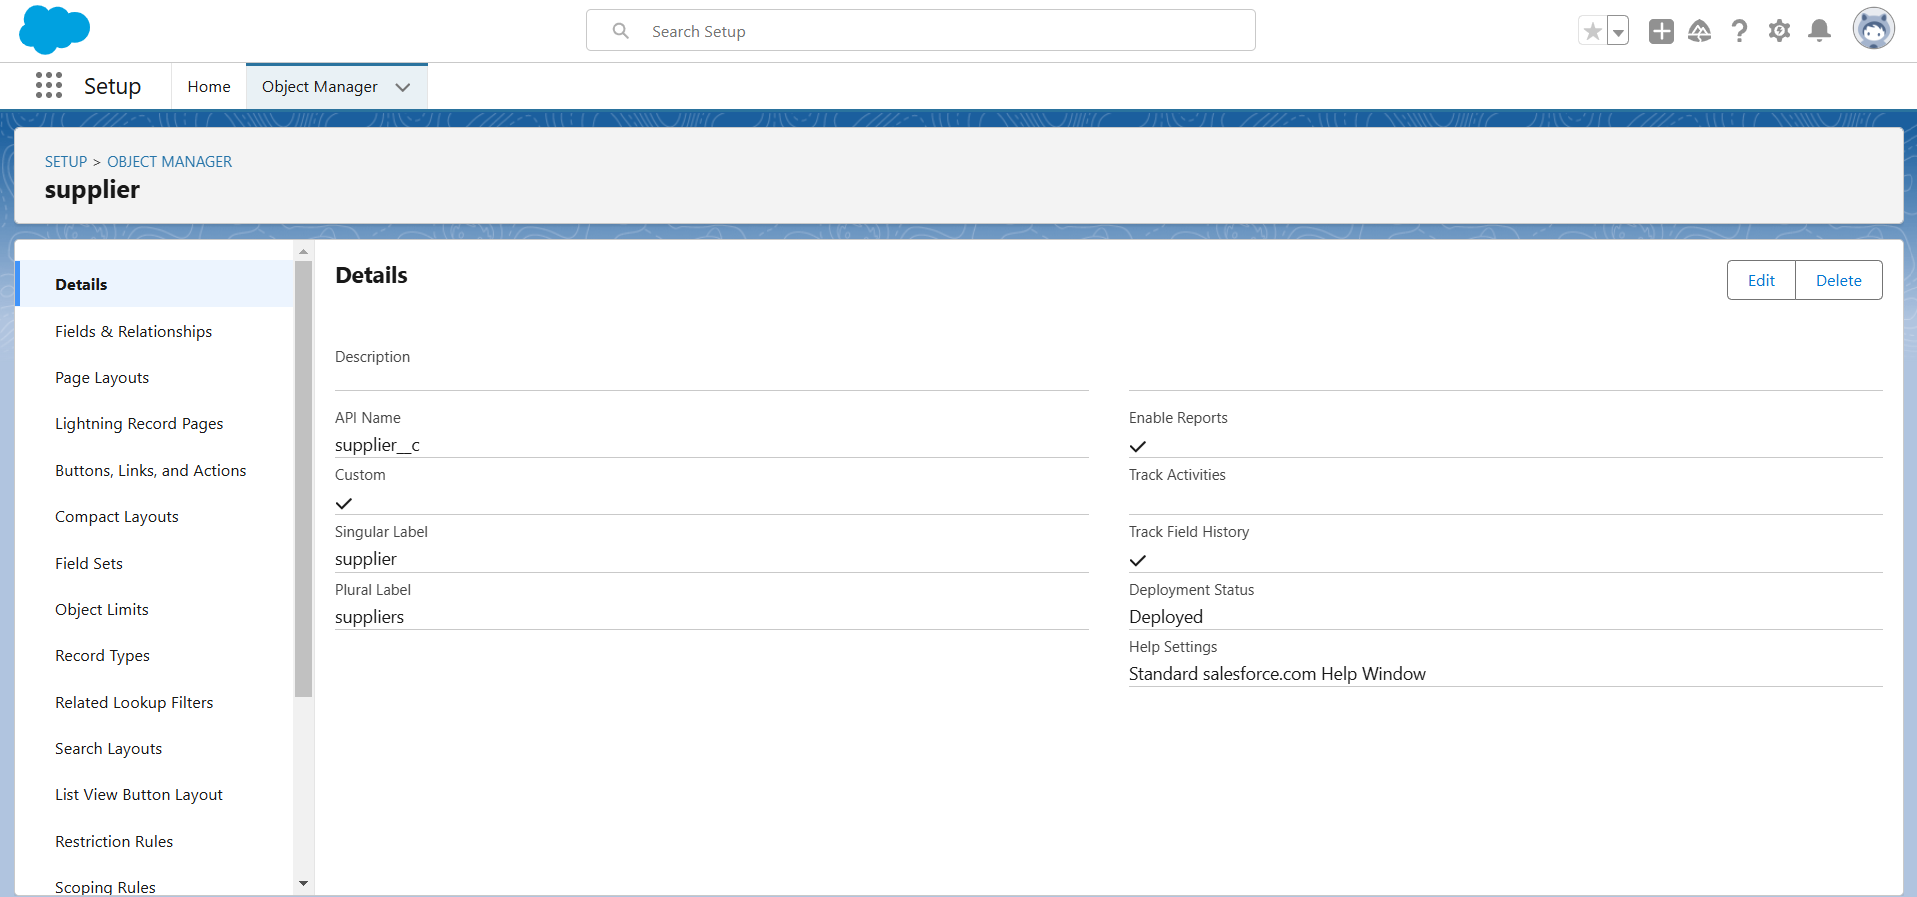 Search Setup
Setup
Home
Object Manager
SETUP > OBJECT MANAGER
supplier
Details
Fields & Relationships
Page Layouts
Lightning Record Pages
Buttons, Links, and Actions
Compact Layouts
Field Sets
Object Limits
Record Types
Related Lookup Filters
Search Layouts
List View Button Layout
Restriction Rules
Scoping Rules
Details
Edit
Delete
Description
API Name
supplier__c
Custom
Singular Label
supplier
Plural Label
suppliers
Enable Reports
Track Activities
Track Field History
Deployment Status
Deployed
Help Settings
Standard salesforce.com Help Window